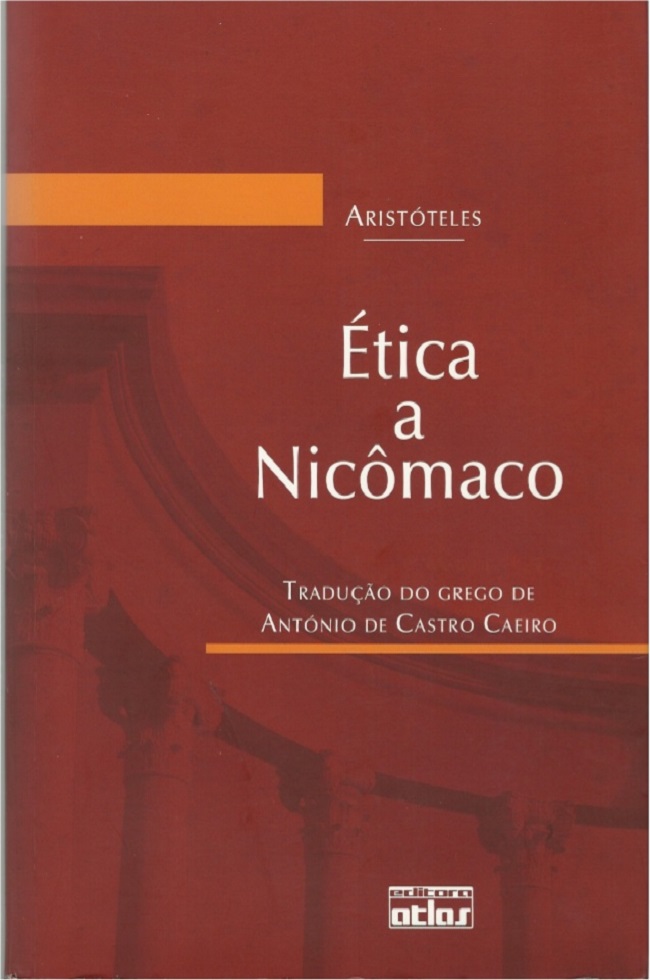 ARISTÓTELES
Ética
a
Nicômaco
TRADUÇÃO DO GREGO DE
ANTÓNIO DE CASTRO CAEIRO
editora
atlas